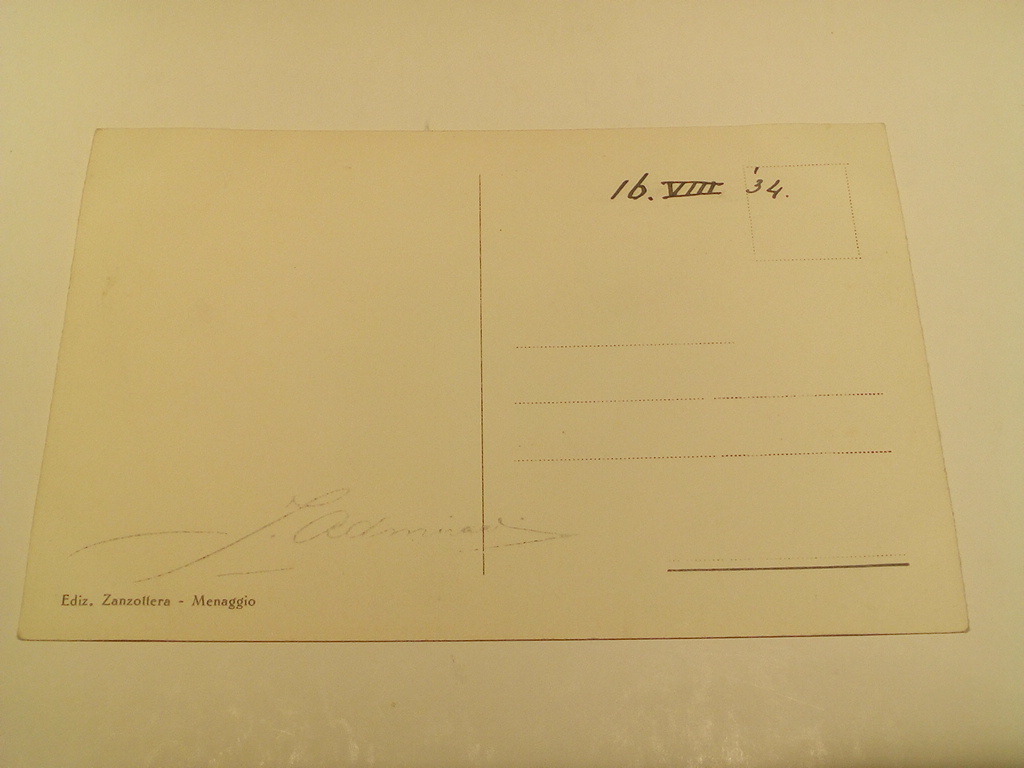 16. VIII '34.
Ediz. Zanzottera - Menaggio